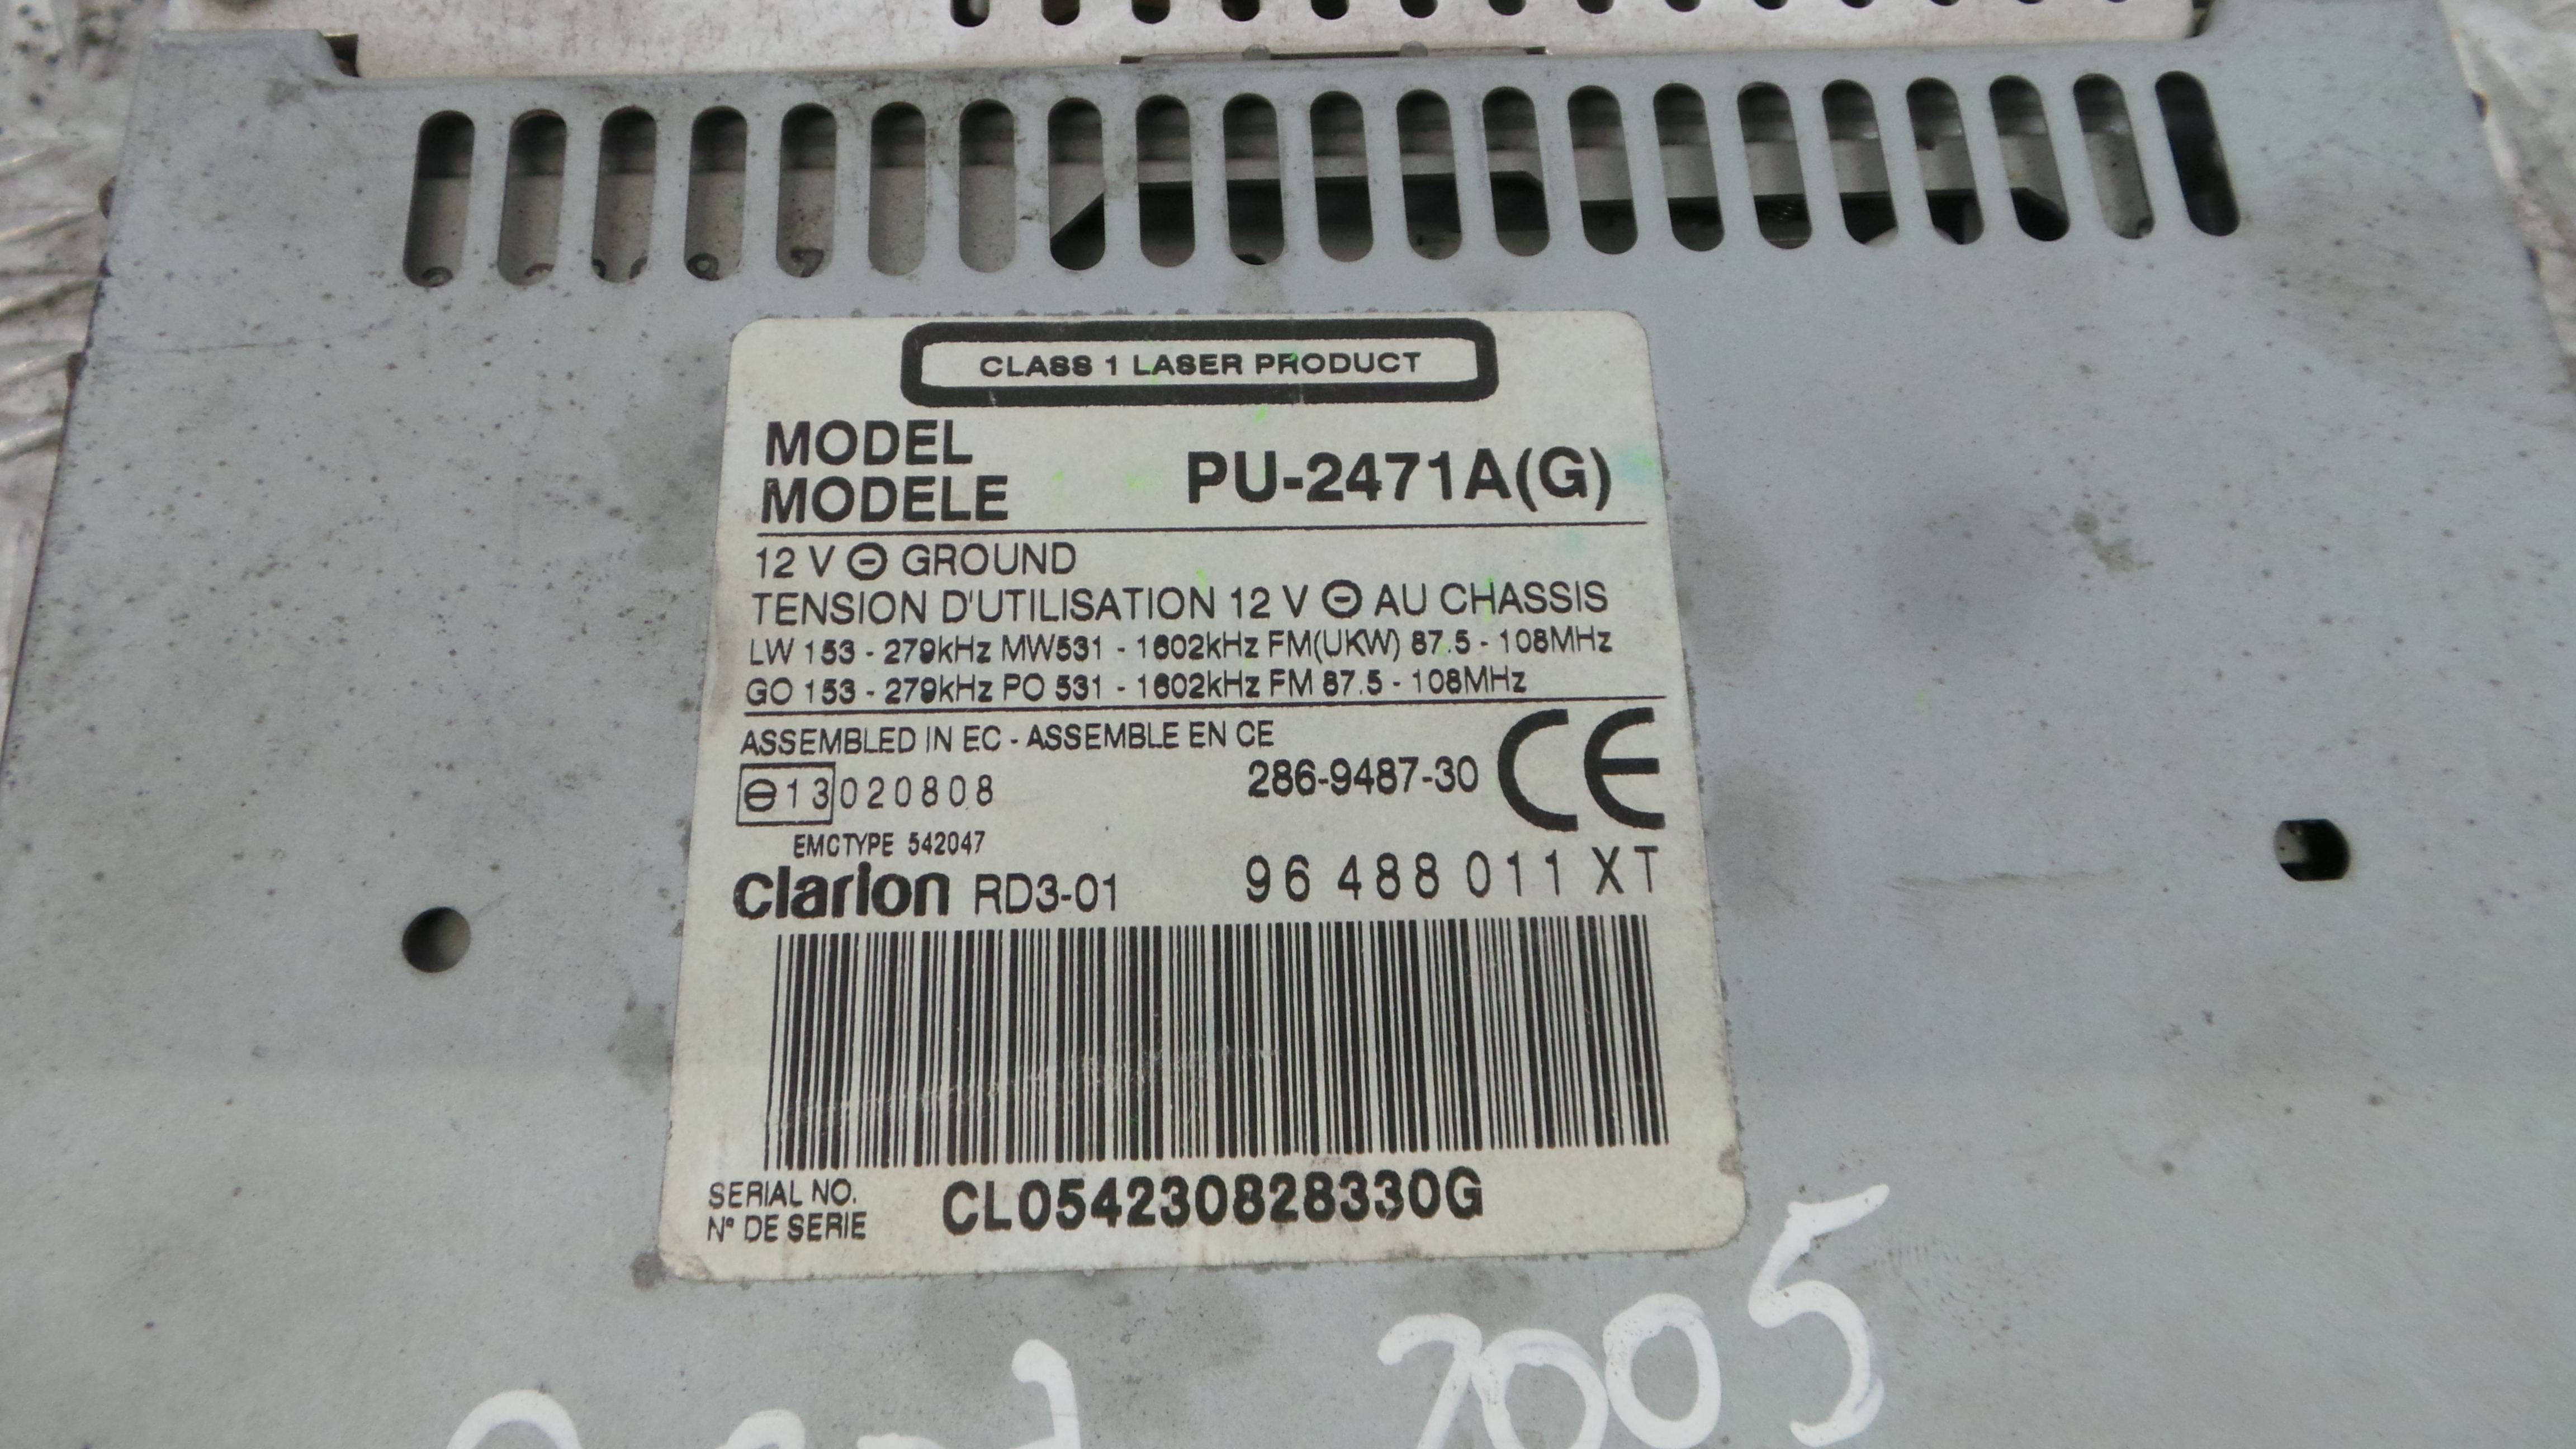 CLASS 1 LASER PRODUCT
MODEL
MODELE
PU-2471A(G)
12 V ⊖ GROUND
TENSION D'UTILISATION 12 V ⊖ AU CHASSIS
LW 153 - 279kHz MW531 - 1602kHz FM(UKW) 87.5 - 108MHz
GO 153 - 279kHz PO 531 - 1602kHz FM 87.5 - 108MHz
ASSEMBLED IN EC - ASSEMBLE EN CE
13 020808
286-9487-30 CE
EMCTYPE 542047
clarion RD3-01 96 488 011 XT
SERIAL NO.
N° DE SERIE
CL054230828330G
2005